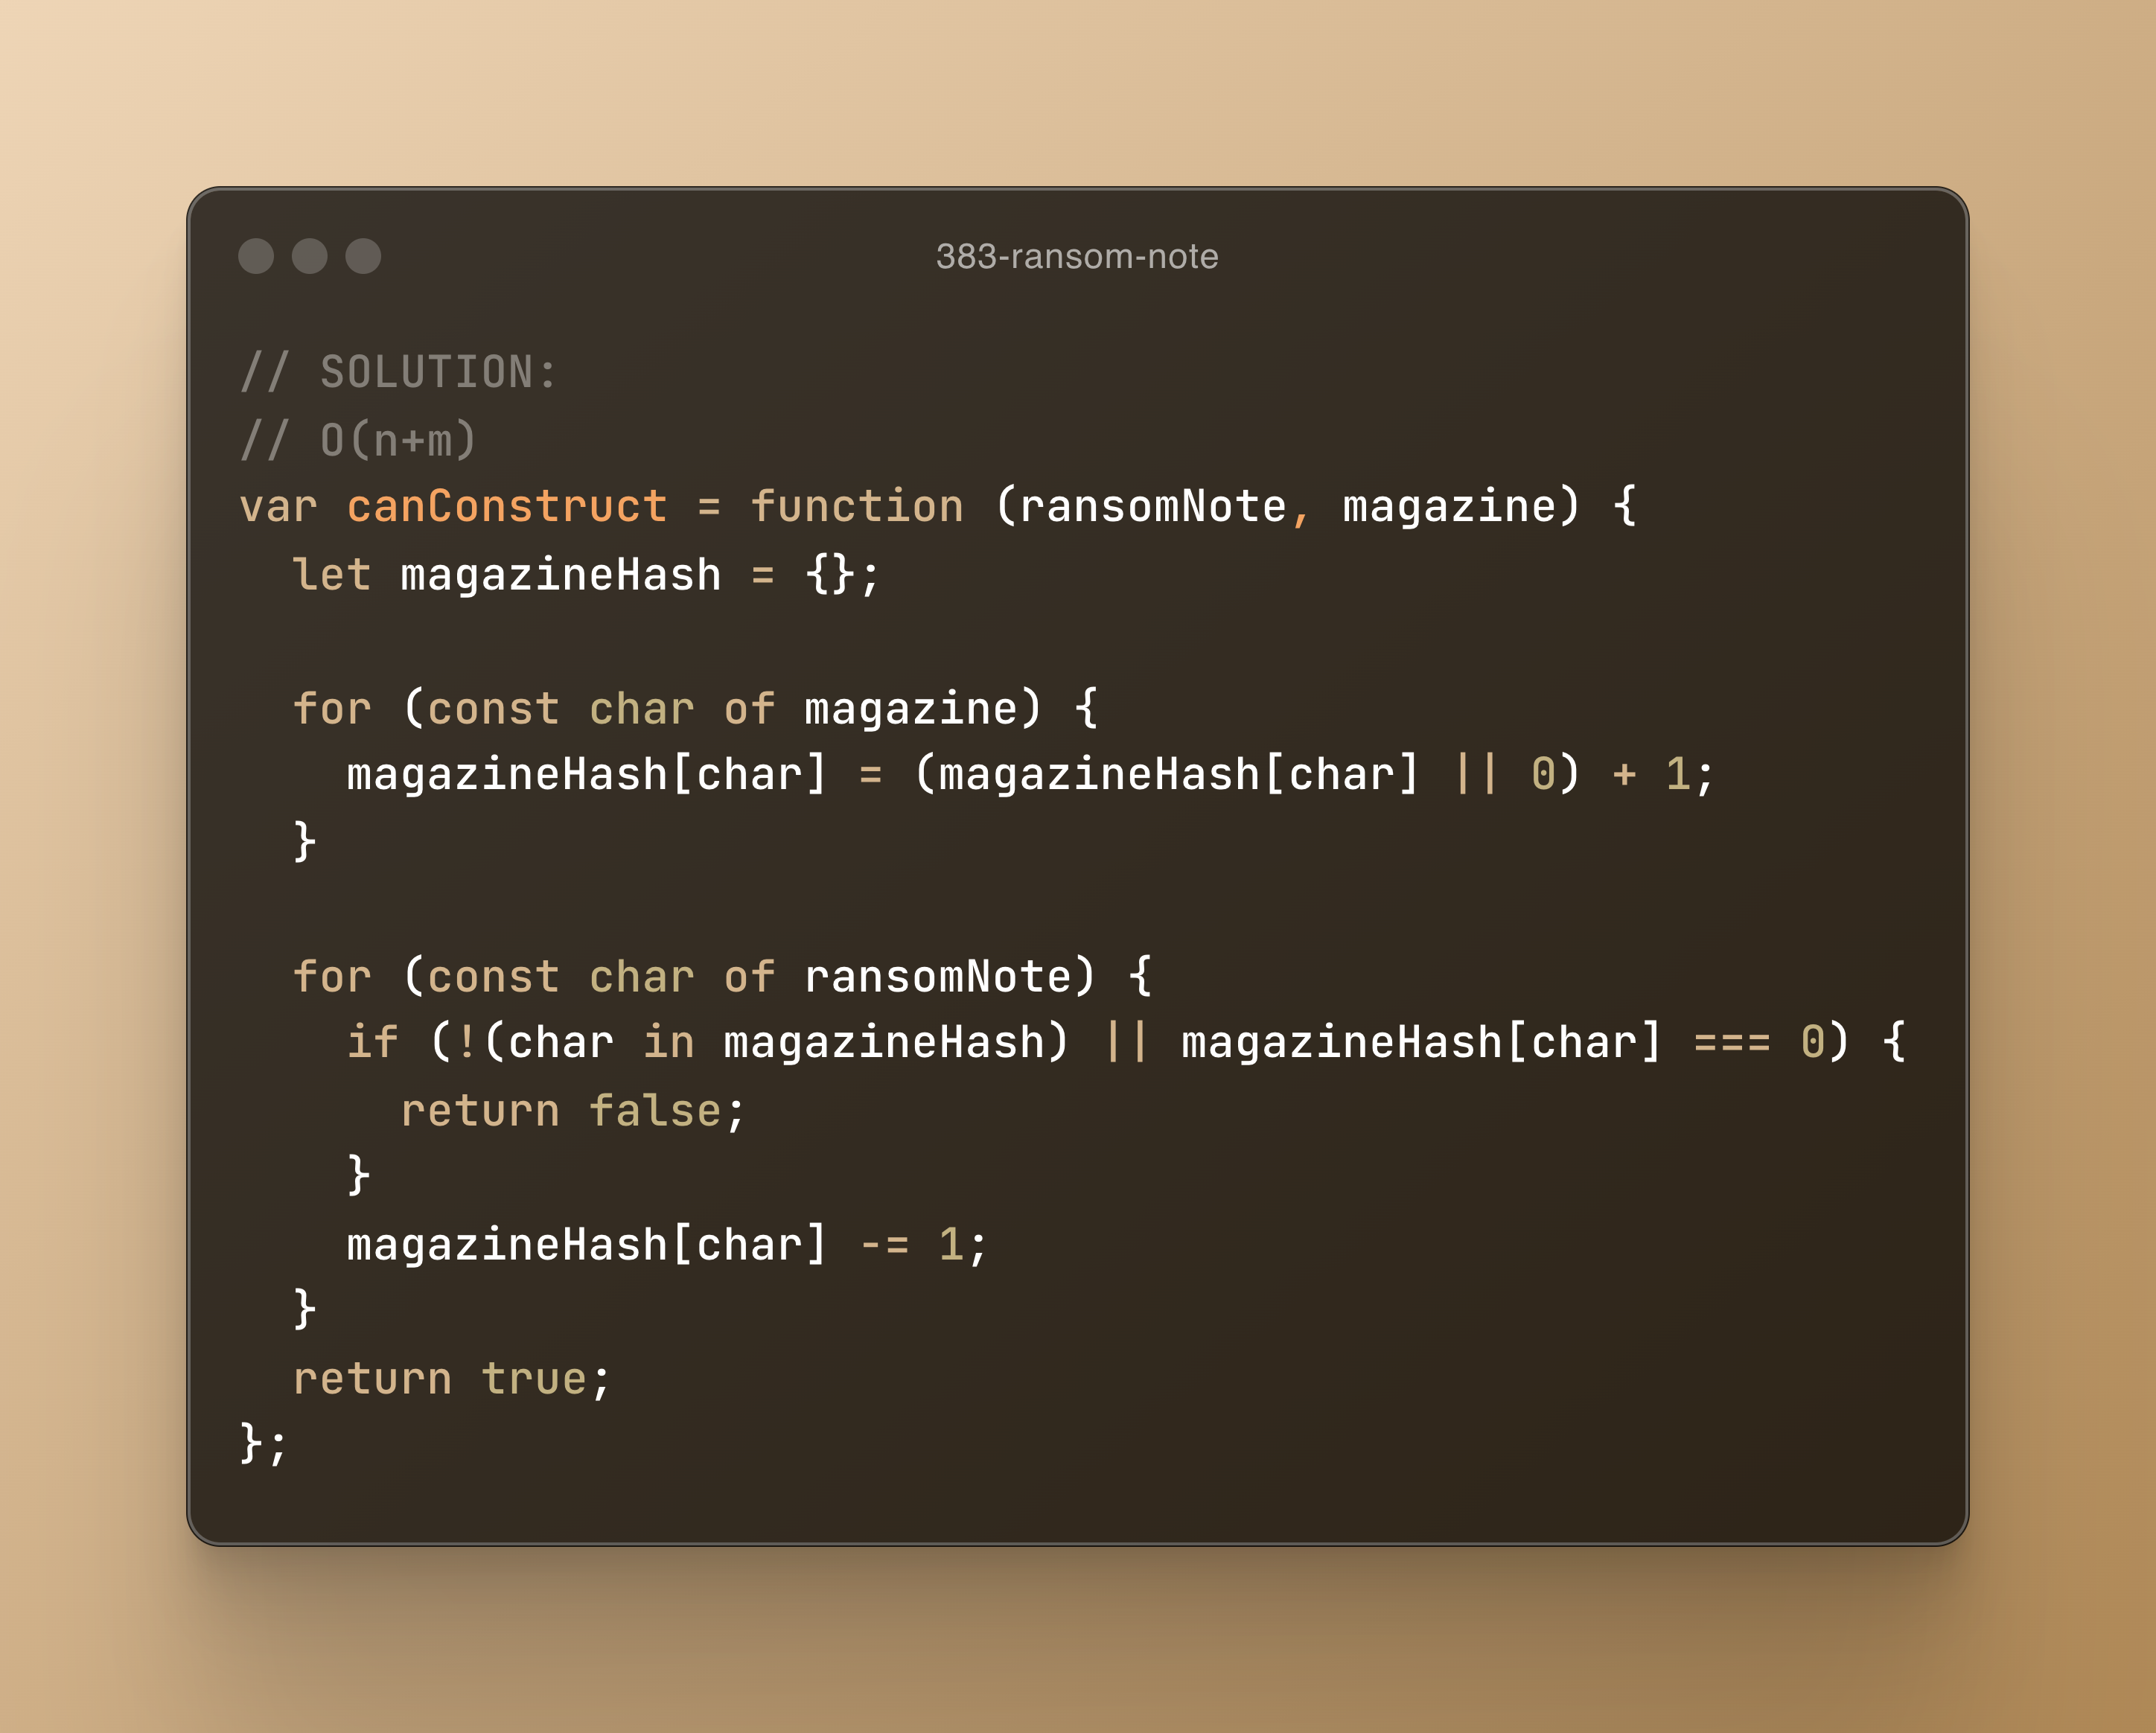 383-ransom-note
// SOLUTION:
// O(n+m)
var canConstruct = function (ransomNote, magazine) {
  let magazineHash = {};

  for (const char of magazine) {
    magazineHash[char] = (magazineHash[char] || 0) + 1;
  }

  for (const char of ransomNote) {
    if (!(char in magazineHash) || magazineHash[char] === 0) {
      return false;
    }
    magazineHash[char] -= 1;
  }
  return true;
};